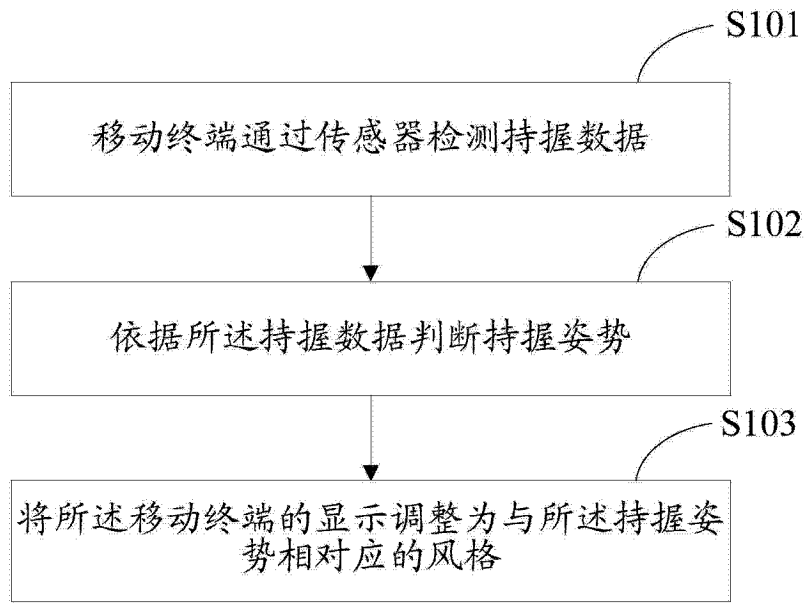 S101
移动终端通过传感器检测持握数据
S102
依据所述持握数据判断持握姿势
S103
将所述移动终端的显示调整为与所述持握姿
势相对应的风格